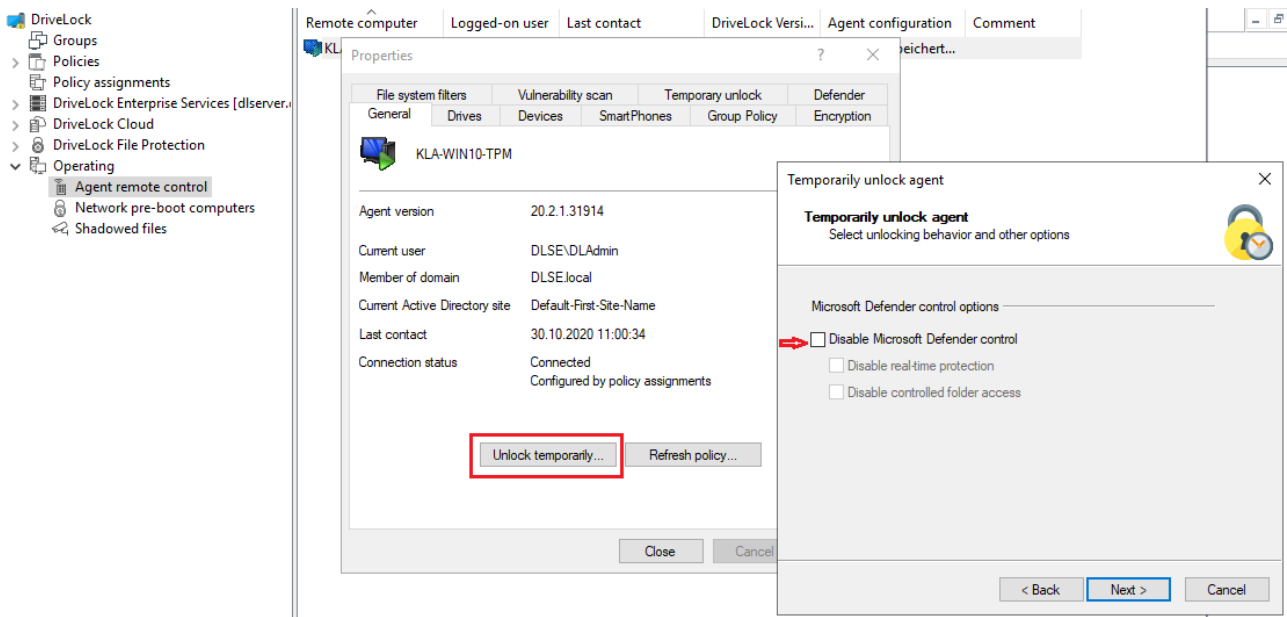 DriveLock
Groups
Policies
Policy assignments
DriveLock Enterprise Services [dlserver.
DriveLock Cloud
DriveLock File Protection
Operating
Agent remote control
Network pre-boot computers
Shadowed files
Remote computer Logged-on user Last contact DriveLock Versi... Agent configuration Comment
KL
Properties ?
File system filters Vulnerability scan Temporary unlock Defender
General Drives Devices SmartPhones Group Policy Encryption
KLA-WIN10-TPM
Agent version 20.2.1.31914
Current user DLSE\DLAdmin
Member of domain DLSE.local
Current Active Directory site Default-First-Site-Name
Last contact 30.10.2020 11:00:34
Connection status Connected
Configured by policy assignments
Unlock temporarily... Refresh policy...
Close Cancel
Temporarily unlock agent
Temporarily unlock agent
Select unlocking behavior and other options
Microsoft Defender control options
Disable Microsoft Defender control
Disable real-time protection
Disable controlled folder access
< Back Next > Cancel